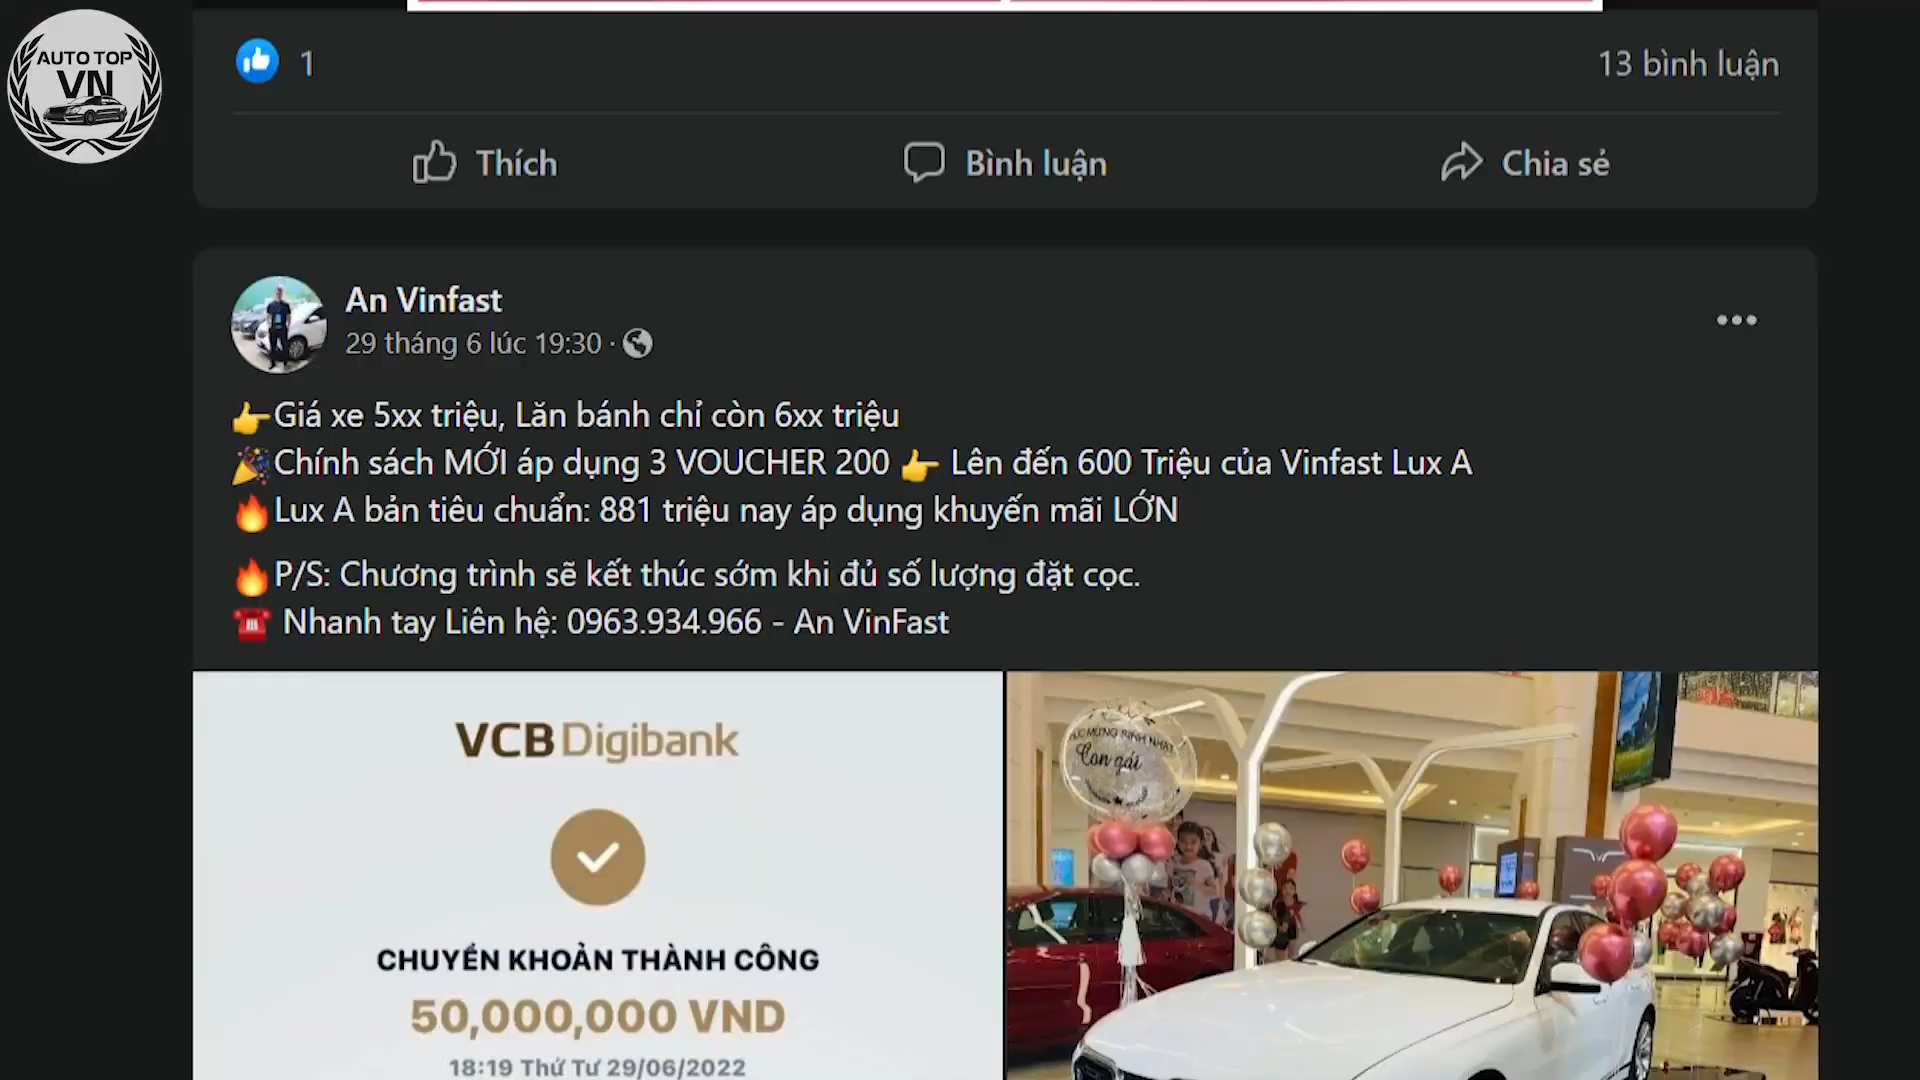 AUTO TOP
VN
1
13 bình luận
Thích
Bình luận
Chia sẻ
An Vinfast
29 tháng 6 lúc 19:30 ·
👉Giá xe 5xx triệu, Lăn bánh chỉ còn 6xx triệu
🎉Chính sách MỚI áp dụng 3 VOUCHER 200 👉 Lên đến 600 Triệu của Vinfast Lux A
🔥Lux A bản tiêu chuẩn: 881 triệu nay áp dụng khuyến mãi LỚN
🔥P/S: Chương trình sẽ kết thúc sớm khi đủ số lượng đặt cọc.
☎️ Nhanh tay Liên hệ: 0963.934.966 - An VinFast
VCB Digibank
CHUYỂN KHOẢN THÀNH CÔNG
50,000,000 VND
18:19 Thứ Tư 29/06/2022
MỪNG SINH NHẬT
Con gái